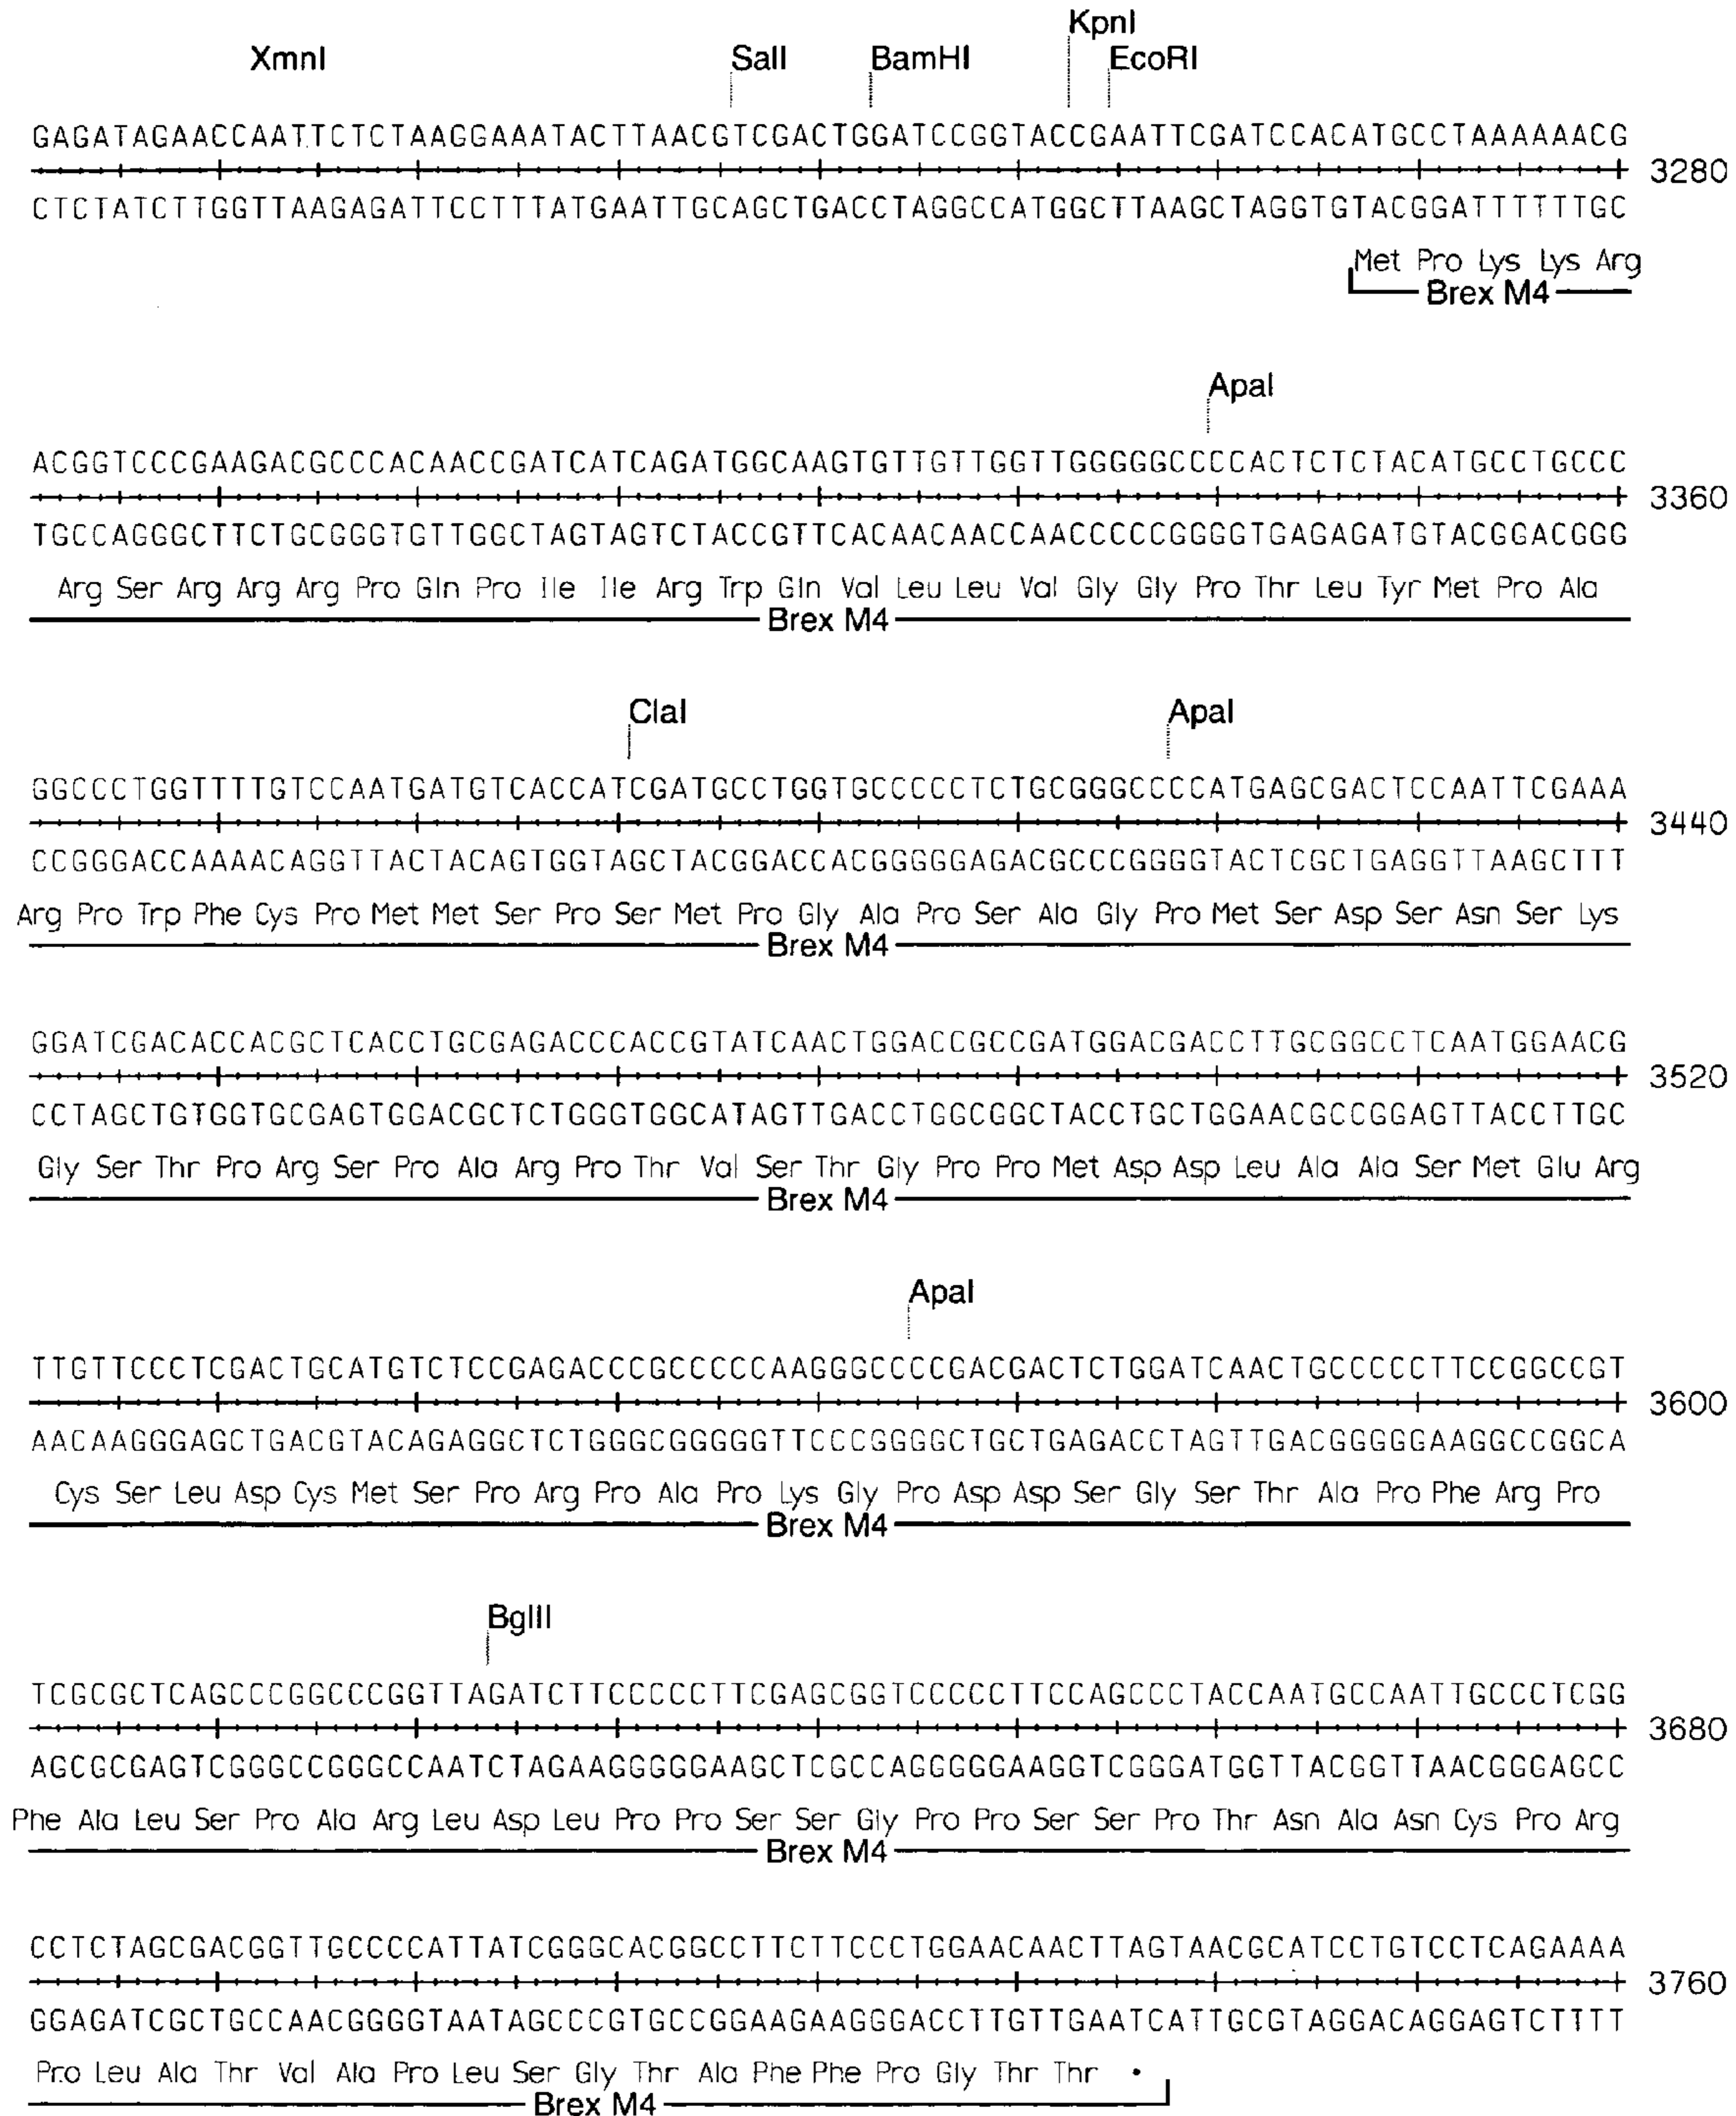 KpnI
XmnI SalI BamHI EcoRI
GAGATAGAACCAATTCTCTAAGGAAATACTTAACGTCGACTGGATCCGGTACCGAATTCGATCCACATGCCTAAAAAACG
3280
CTCTATCTTGGTTAAGAGATTCCTTTATGAATTGCAGCTGACCTAGGCCATGGCTTAAGCTAGGTGTACGGATTTTTTGC
Met Pro Lys Lys Arg
Brex M4
ApaI
ACGGTCCCGAAGACGCCCACAACCGATCATCAGATGGCAAGTGTTGTTGGTTGGGGGCCCCACTCTCTACATGCCTGCCC
3360
TGCCAGGGCTTCTGCGGGTGTTGGCTAGTAGTCTACCGTTCACAACAACCAACCCCCGGGGTGAGAGATGTACGGACGGG
Arg Ser Arg Arg Arg Pro Gln Pro Ile Ile Arg Trp Gln Val Leu Leu Val Gly Gly Pro Thr Leu Tyr Met Pro Ala
Brex M4
ClaI ApaI
GGCCCTGGTTTTGTCCAATGATGTCACCATCGATGCCTGGTGCCCCCTCTGCGGGCCCCATGAGCGACTCCAATTCGAAA
3440
CCGGGACCAAAACAGGTTACTACAGTGGTAGCTACGGACCACGGGGGAGACGCCCGGGGTACTCGCTGAGGTTAAGCTTT
Arg Pro Trp Phe Cys Pro Met Met Ser Pro Ser Met Pro Gly Ala Pro Ser Ala Gly Pro Met Ser Asp Ser Asn Ser Lys
Brex M4
GGATCGACACCACGCTCACCTGCGAGACCCACCGTATCAACTGGACCGCCGATGGACGACCTTGCGGCCTCAATGGAACG
3520
CCTAGCTGTGGTGCGAGTGGACGCTCTGGGTGGCATAGTTGACCTGGCGGCTACCTGCTGGAACGCCGGAGTTACCTTGC
Gly Ser Thr Pro Arg Ser Pro Ala Arg Pro Thr Val Ser Thr Gly Pro Pro Met Asp Asp Leu Ala Ala Ser Met Glu Arg
Brex M4
ApaI
TTGTTCCCTCGACTGCATGTCTCCGAGACCCGCCCCCAAGGGCCCCGACGACTCTGGATCAACTGCCCCCTTCCGGCCGT
3600
AACAAGGGAGCTGACGTACAGAGGCTCTGGGCGGGGGTTCCCGGGGCTGCTGAGACCTAGTTGACGGGGGAAGGCCGGCA
Cys Ser Leu Asp Cys Met Ser Pro Arg Pro Ala Pro Lys Gly Pro Asp Asp Ser Gly Ser Thr Ala Pro Phe Arg Pro
Brex M4
BglII
TCGCGCTCAGCCCGGCCCGGTTAGATCTTCCCCCTTCGAGCGGTCCCCCTTCCAGCCCTACCAATGCCAATTGCCCTCGG
3680
AGCGCGAGTCGGGCCGGGCCAATCTAGAAGGGGGAAGCTCGCCAGGGGGAAGGTCGGGATGGTTACGGTTAACGGGAGCC
Phe Ala Leu Ser Pro Ala Arg Leu Asp Leu Pro Pro Ser Ser Gly Pro Pro Ser Ser Pro Thr Asn Ala Asn Cys Pro Arg
Brex M4
CCTCTAGCGACGGTTGCCCCATTATCGGGCACGGCCTTCTTCCCTGGAACAACTTAGTAACGCATCCTGTCCTCAGAAAA
3760
GGAGATCGCTGCCAACGGGGTAATAGCCCGTGCCGGAAGAAGGGACCTTGTTGAATCATTGCGTAGGACAGGAGTCTTTT
Pro Leu Ala Thr Val Ala Pro Leu Ser Gly Thr Ala Phe Phe Pro Gly Thr Thr •
Brex M4